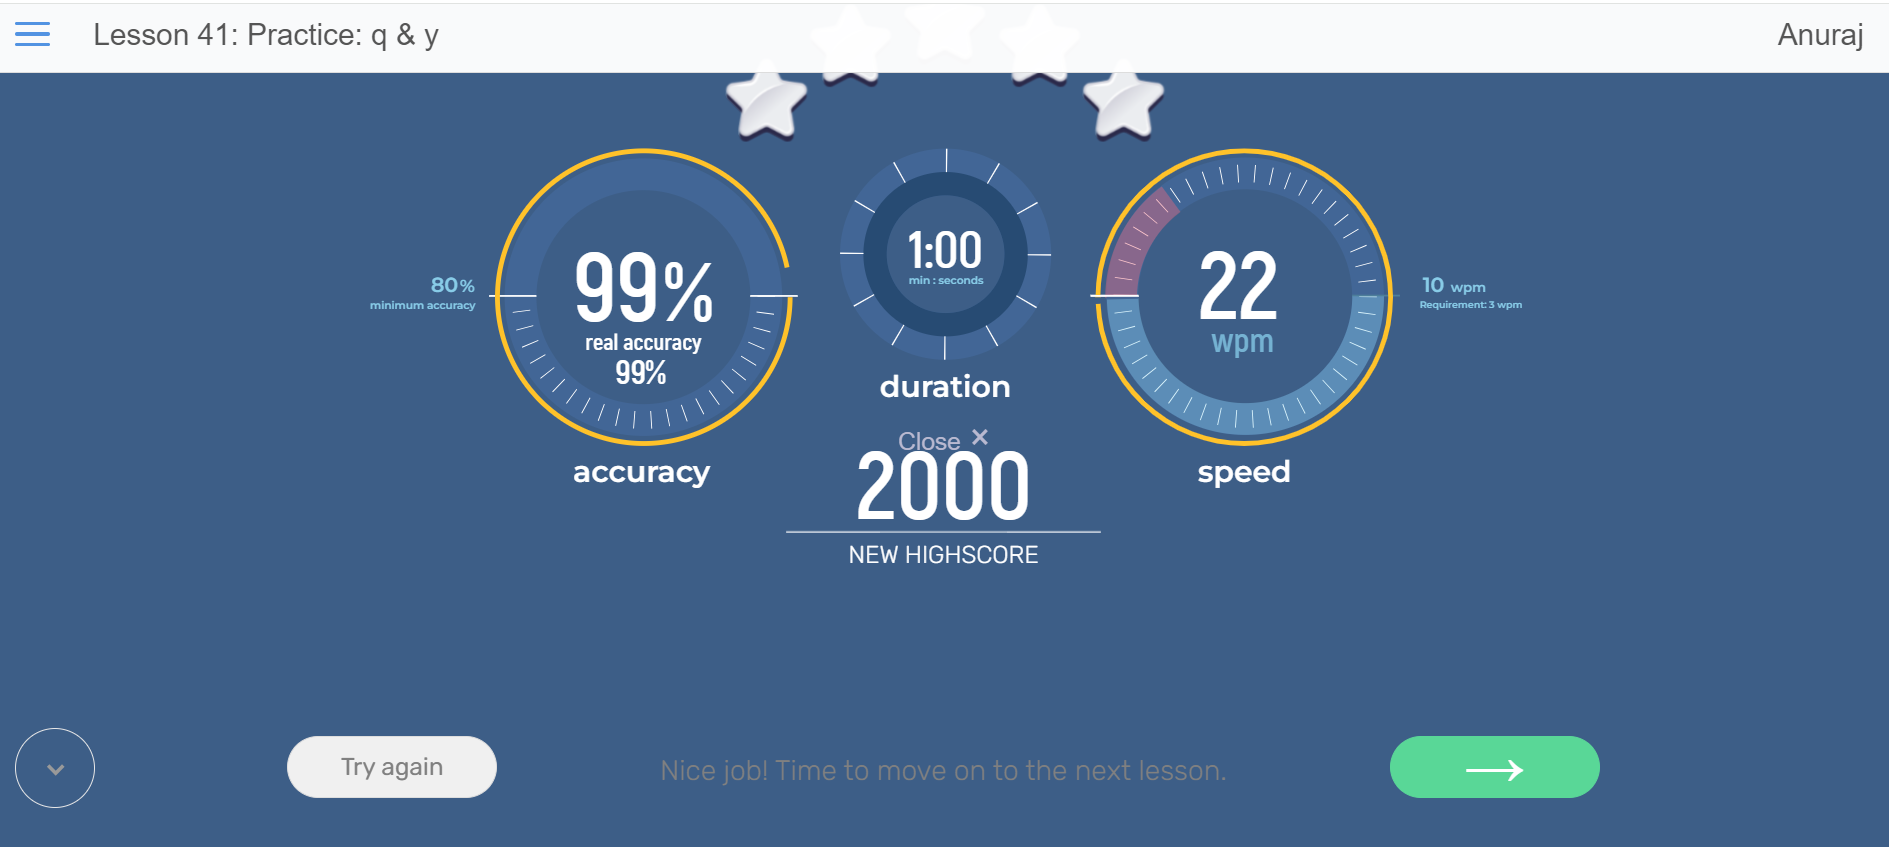 Lesson 41: Practice: q & y
Anuraj
80%
minimum accuracy
99%
real accuracy
99%
accuracy
1:00
min : seconds
duration
22
wpm
speed
10 wpm
Requirement: 3 wpm
Close ×
2000
NEW HIGHSCORE
Try again
Nice job! Time to move on to the next lesson.